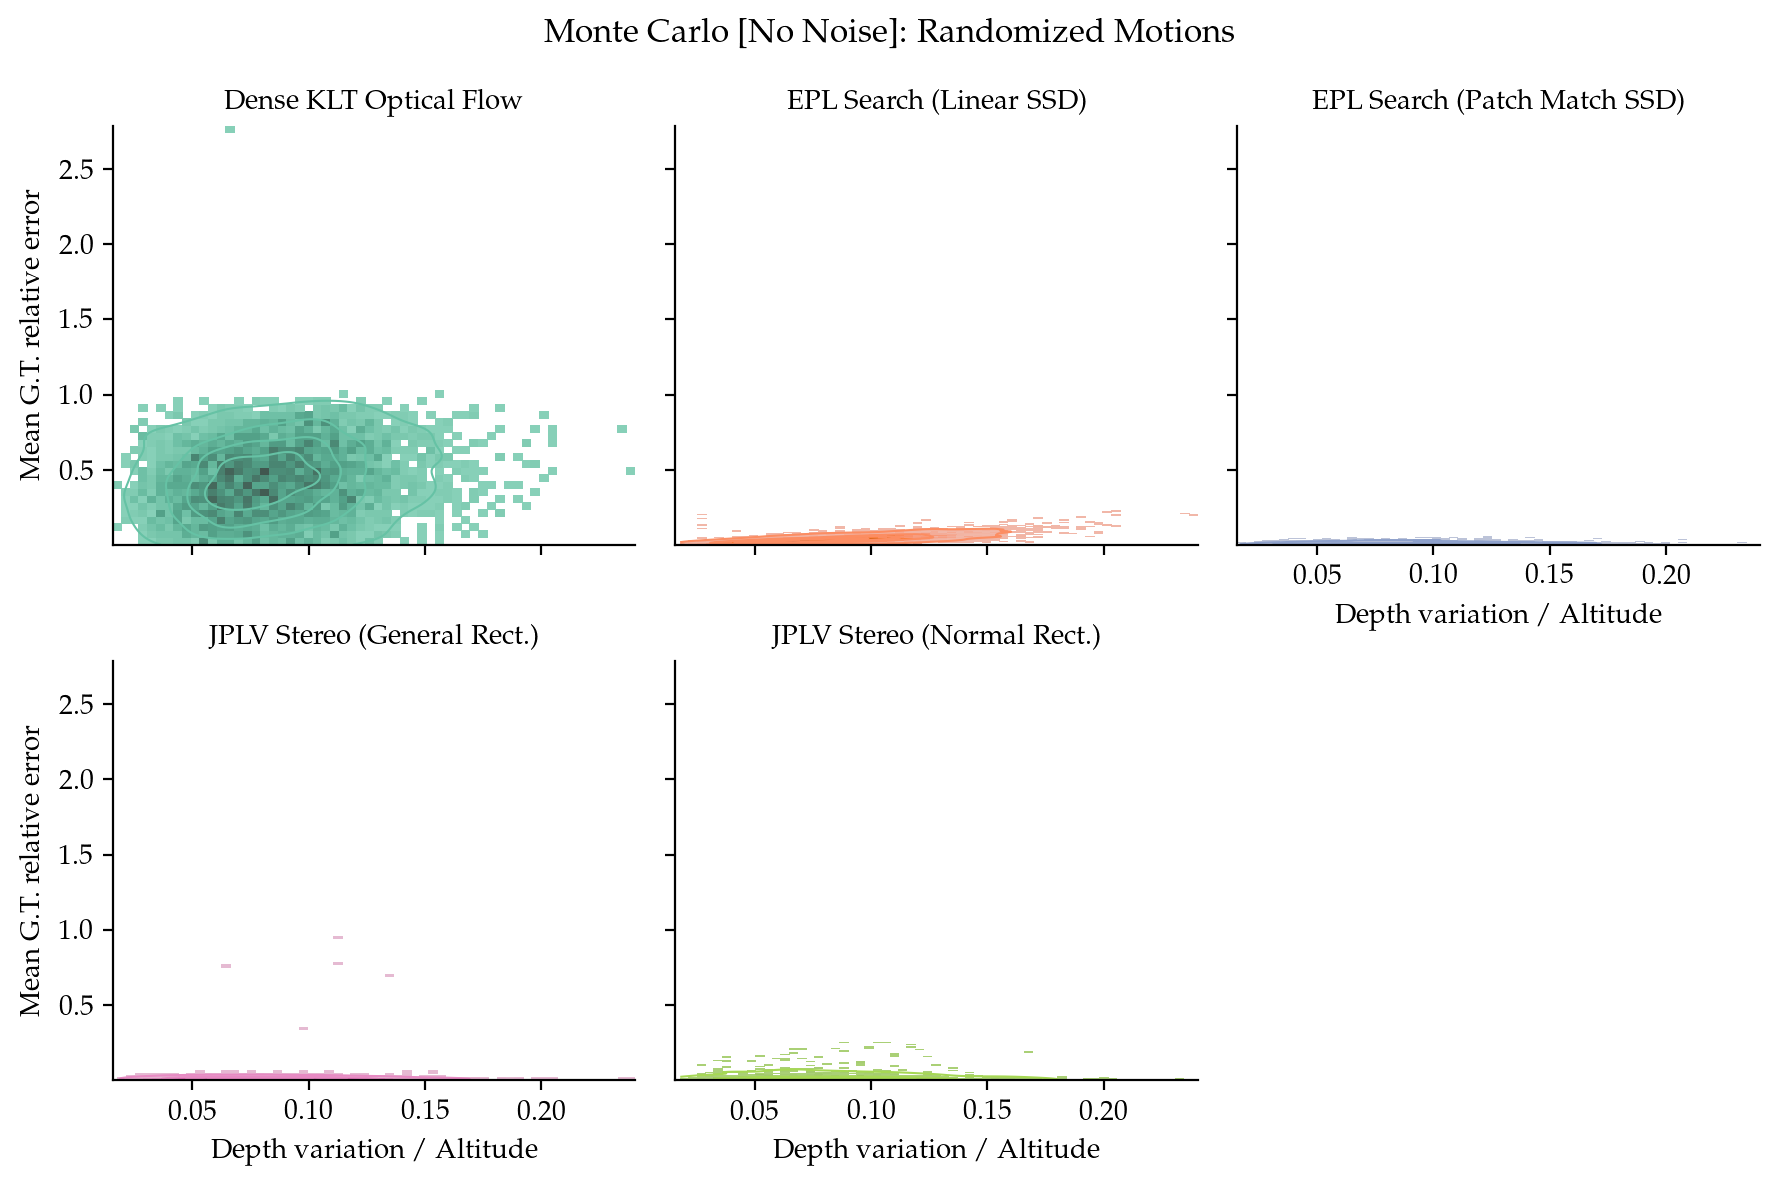 Monte Carlo [No Noise]: Randomized Motions
Dense KLT Optical Flow
EPL Search (Linear SSD)
EPL Search (Patch Match SSD)
Mean G.T. relative error
2.5
2.0
1.5
1.0
0.5
0.05 0.10 0.15 0.20
Depth variation / Altitude
JPLV Stereo (General Rect.)
JPLV Stereo (Normal Rect.)
Mean G.T. relative error
2.5
2.0
1.5
1.0
0.5
0.05 0.10 0.15 0.20
Depth variation / Altitude
0.05 0.10 0.15 0.20
Depth variation / Altitude